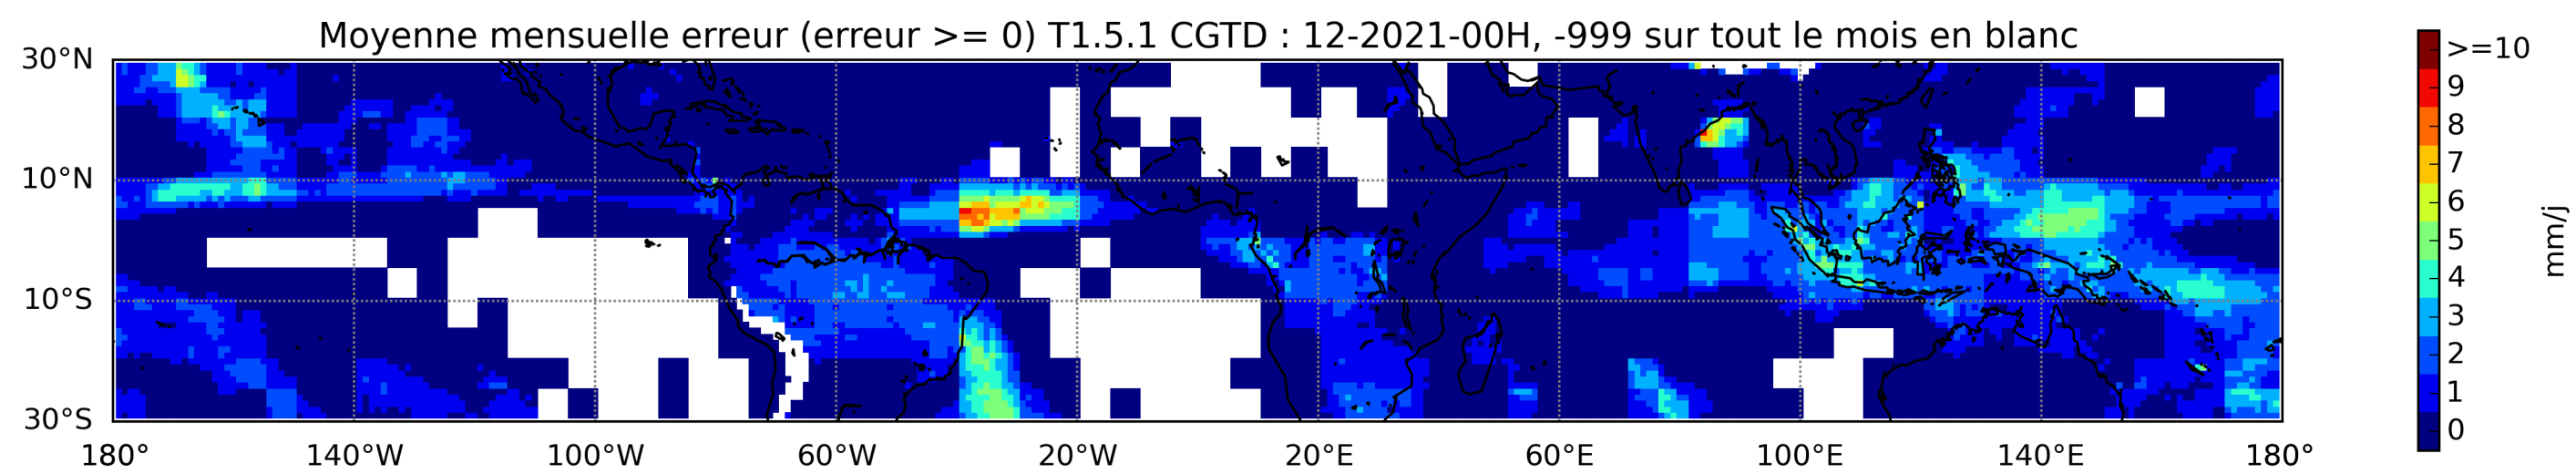 Moyenne mensuelle erreur (erreur >= 0) T1.5.1 CGTD : 12-2021-00H, -999 sur tout le mois en blanc
30°N
10°N
10°S
30°S
180° 140°W 100°W 60°W 20°W 20°E 60°E 100°E 140°E 180°
>=10
9
8
7
6
5
4
3
2
1
0
mm/j